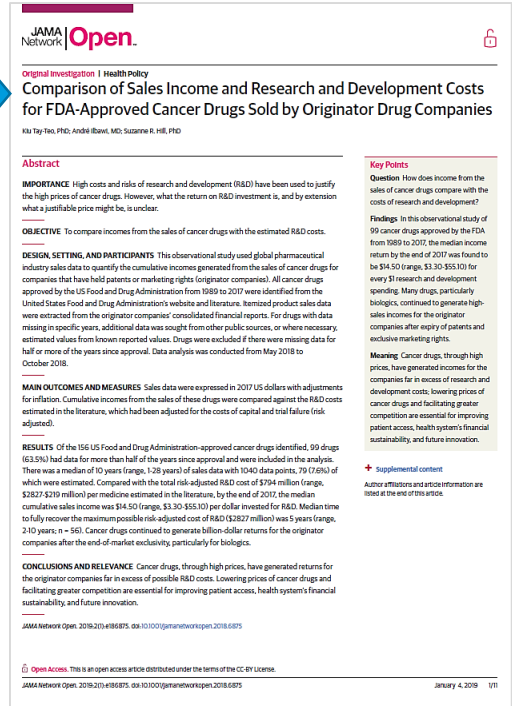 JAMA
Network | Open™
Original Investigation | Health Policy
Comparison of Sales Income and Research and Development Costs
for FDA-Approved Cancer Drugs Sold by Originator Drug Companies
Kiu Tay-Teo, PhD; André Ilbawi, MD; Suzanne R. Hill, PhD
Abstract
IMPORTANCE High costs and risks of research and development (R&D) have been used to justify
the high prices of cancer drugs. However, what the return on R&D investment is, and by extension
what a justifiable price might be, is unclear.
OBJECTIVE To compare incomes from the sales of cancer drugs with the estimated R&D costs.
DESIGN, SETTING, AND PARTICIPANTS This observational study used global pharmaceutical
industry sales data to quantify the cumulative incomes generated from the sales of cancer drugs for
companies that have held patents or marketing rights (originator companies). All cancer drugs
approved by the US Food and Drug Administration from 1989 to 2017 were identified from the
United States Food and Drug Administration's website and literature. Itemized product sales data
were extracted from the originator companies' consolidated financial reports. For drugs with data
missing in specific years, additional data was sought from other public sources, or where necessary,
estimated values from known reported values. Drugs were excluded if there were missing data for
half or more of the years since approval. Data analysis was conducted from May 2018 to
October 2018.
MAIN OUTCOMES AND MEASURES Sales data were expressed in 2017 US dollars with adjustments
for inflation. Cumulative incomes from the sales of these drugs were compared against the R&D costs
estimated in the literature, which had been adjusted for the costs of capital and trial failure (risk
adjusted).
RESULTS Of the 156 US Food and Drug Administration-approved cancer drugs identified, 99 drugs
(63.5%) had data for more than half of the years since approval and were included in the analysis.
There was a median of 10 years (range, 1-28 years) of sales data with 1040 data points, 79 (7.6%) of
which were estimated. Compared with the total risk-adjusted R&D cost of $794 million (range,
$2827-$219 million) per medicine estimated in the literature, by the end of 2017, the median
cumulative sales income was $14.50 (range, $3.30-$55.10) per dollar invested for R&D. Median time
to fully recover the maximum possible risk-adjusted cost of R&D ($2827 million) was 5 years (range,
2-10 years; n = 56). Cancer drugs continued to generate billion-dollar returns for the originator
companies after the end-of-market exclusivity, particularly for biologics.
CONCLUSIONS AND RELEVANCE Cancer drugs, through high prices, have generated returns for
the originator companies far in excess of possible R&D costs. Lowering prices of cancer drugs and
facilitating greater competition are essential for improving patient access, health system's financial
sustainability, and future innovation.
JAMA Network Open. 2019;2(1):e186875. doi:10.1001/jamanetworkopen.2018.6875
Key Points
Question How does income from the
sales of cancer drugs compare with the
costs of research and development?
Findings In this observational study of
99 cancer drugs approved by the FDA
from 1989 to 2017, the median income
return by the end of 2017 was found to
be $14.50 (range, $3.30-$55.10) for
every $1 research and development
spending. Many drugs, particularly
biologics, continued to generate high-
sales incomes for the originator
companies after expiry of patents and
exclusive marketing rights.
Meaning Cancer drugs, through high
prices, have generated incomes for the
companies far in excess of research and
development costs; lowering prices of
cancer drugs and facilitating greater
competition are essential for improving
patient access, health system's financial
sustainability, and future innovation.
+ Supplemental content
Author affiliations and article information are
listed at the end of this article.
Open Access. This is an open access article distributed under the terms of the CC-BY License.
JAMA Network Open. 2019;2(1):e186875. doi:10.1001/jamanetworkopen.2018.6875
January 4, 2019 1/11